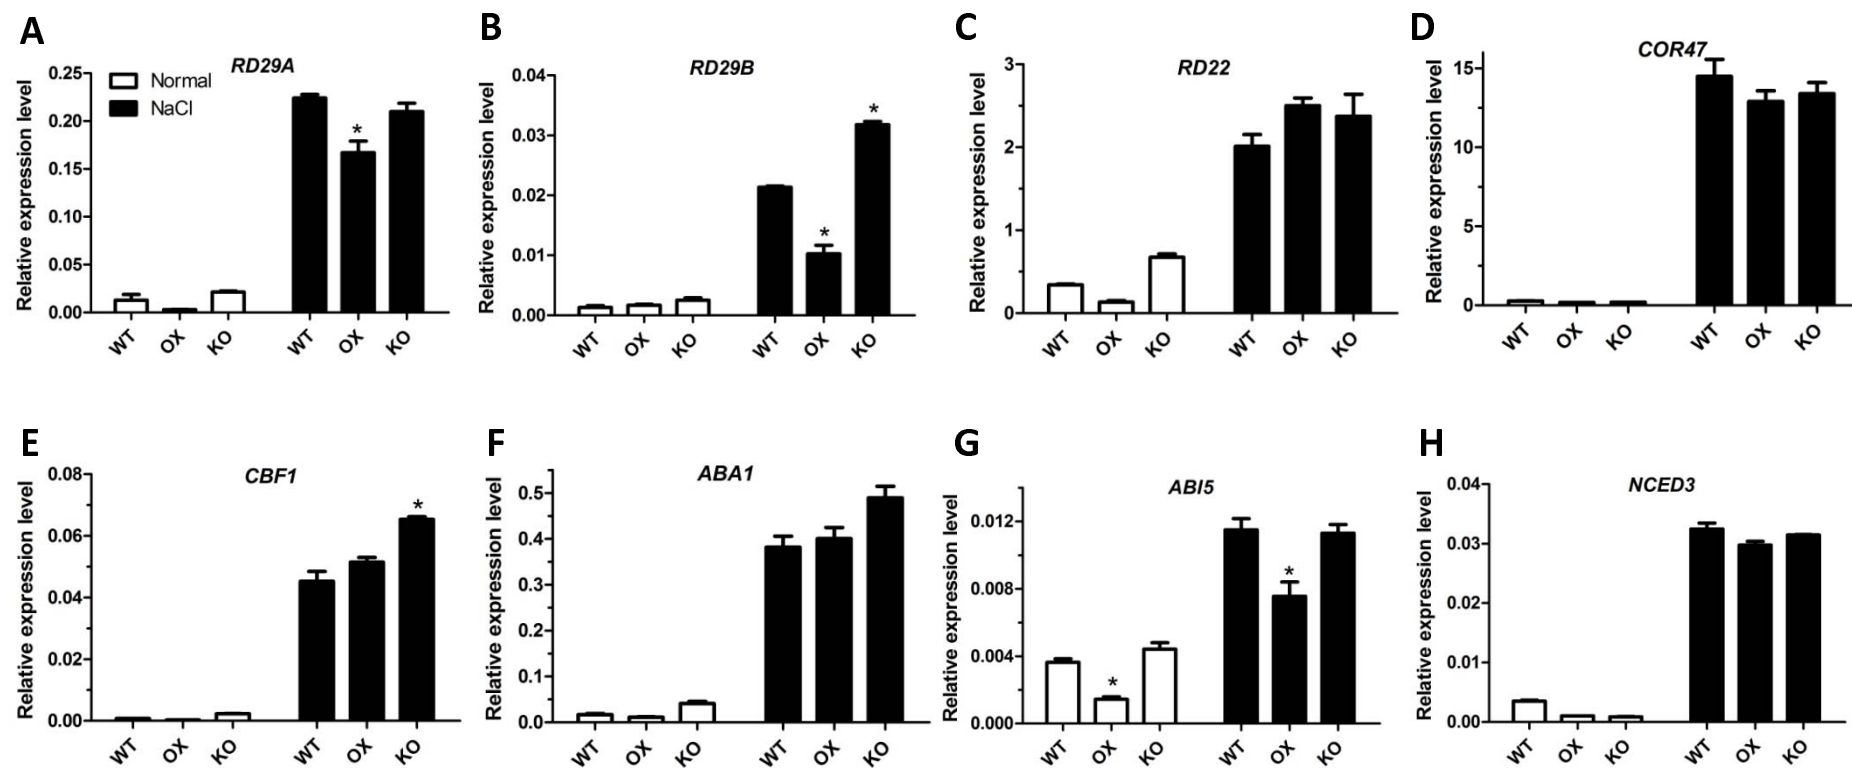 A
RD29A
Relative expression level
0.25
0.20
0.15
0.10
0.05
0.00
Normal
NaCl
*
WT OX KO WT OX KO
B
RD29B
Relative expression level
0.04
0.03
0.02
0.01
0.00
*
*
WT OX KO WT OX KO
C
RD22
Relative expression level
3
2
1
0
WT OX KO WT OX KO
D
COR47
Relative expression level
15
10
5
0
WT OX KO WT OX KO
E
CBF1
Relative expression level
0.08
0.06
0.04
0.02
0.00
*
WT OX KO WT OX KO
F
ABA1
Relative expression level
0.5
0.4
0.3
0.2
0.1
0.0
WT OX KO WT OX KO
G
ABI5
Relative expression level
0.012
0.008
0.004
0.000
*
*
WT OX KO WT OX KO
H
NCED3
Relative expression level
0.04
0.03
0.02
0.01
0.00
WT OX KO WT OX KO